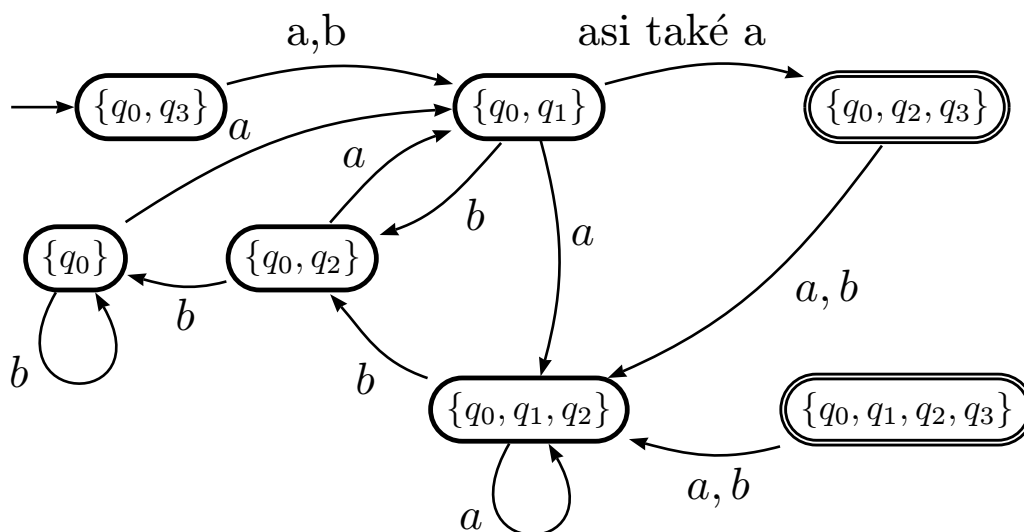 a,b
asi také a
{q₀, q₃}
{q₀, q₁}
{q₀, q₂, q₃}
a
a
b
a
{q₀}
{q₀, q₂}
b
a, b
b
b
{q₀, q₁, q₂}
{q₀, q₁, q₂, q₃}
a
a, b